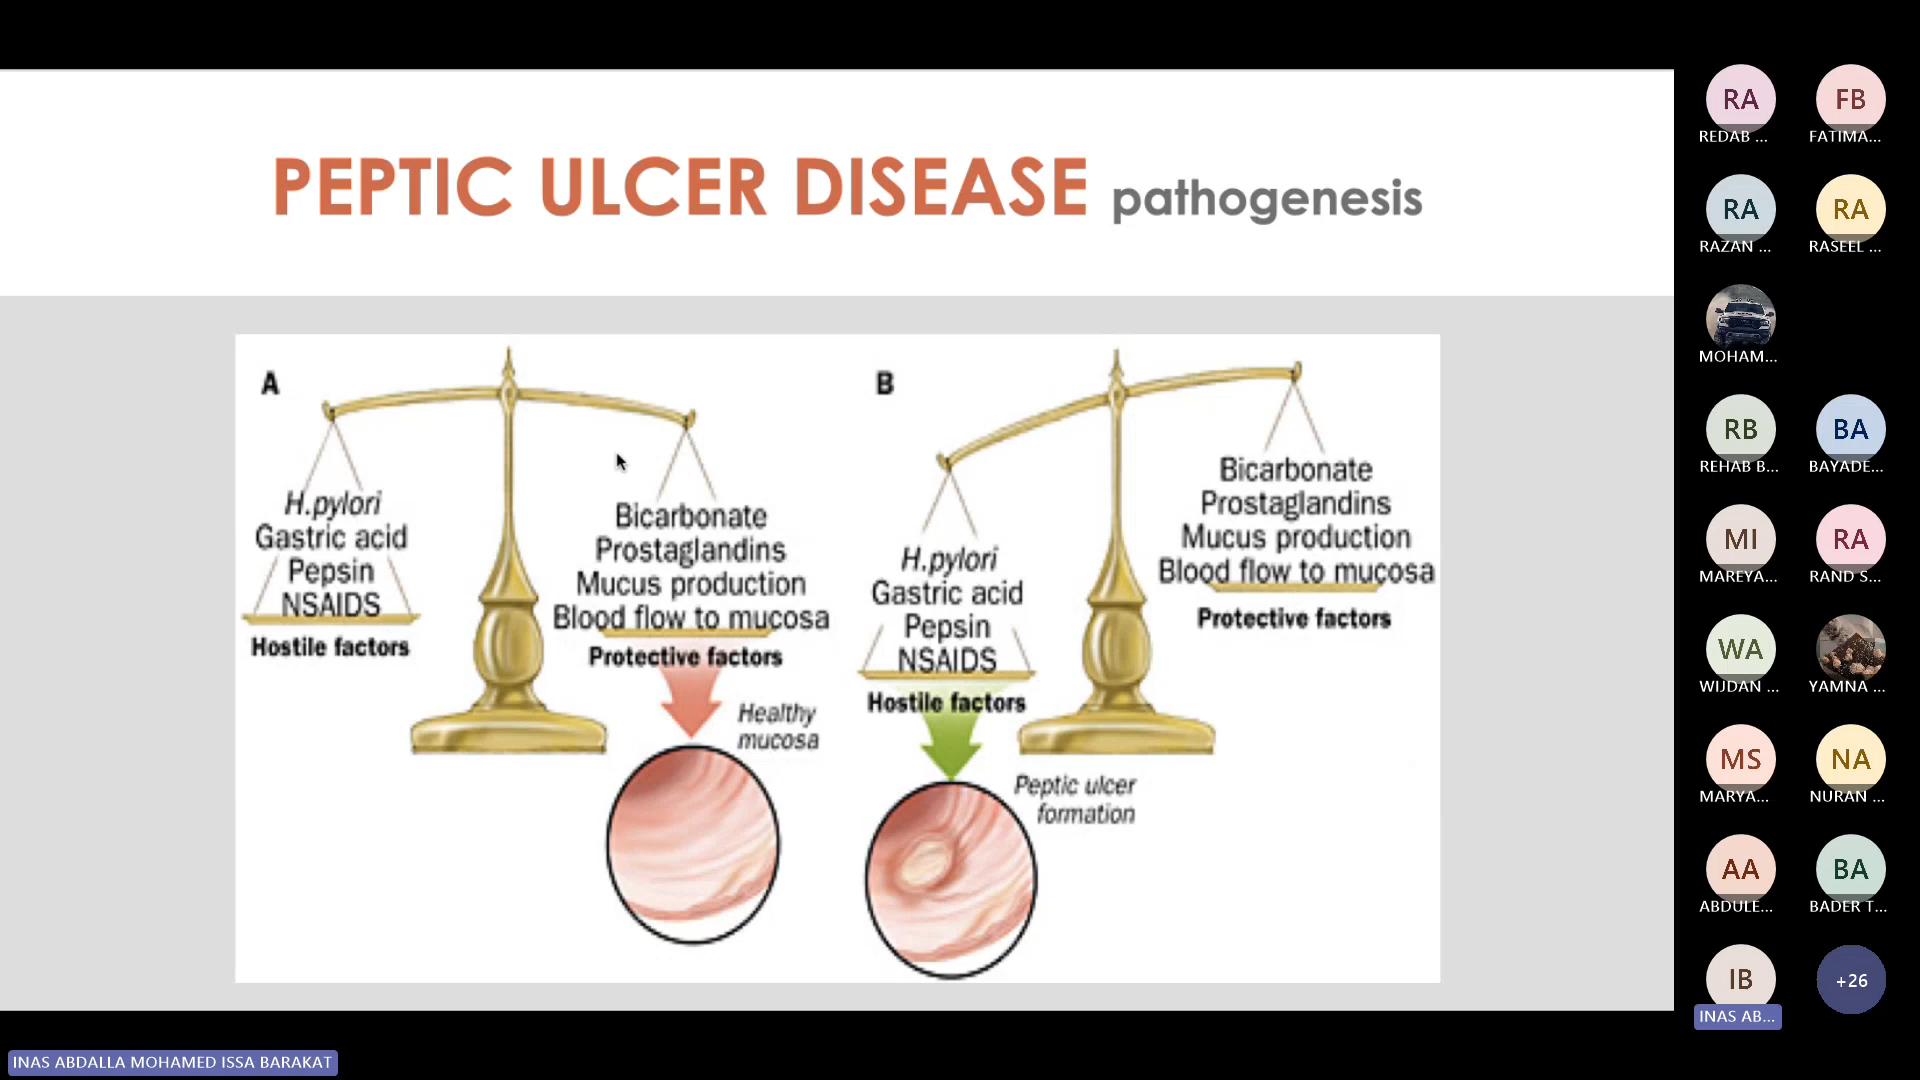 PEPTIC ULCER DISEASE pathogenesis
A
H.pylori
Gastric acid
Pepsin
NSAIDS
Hostile factors
Bicarbonate
Prostaglandins
Mucus production
Blood flow to mucosa
Protective factors
Healthy
mucosa
B
H.pylori
Gastric acid
Pepsin
NSAIDS
Hostile factors
Bicarbonate
Prostaglandins
Mucus production
Blood flow to mucosa
Protective factors
Peptic ulcer
formation
RA
REDAB ...
FB
FATIMA...
RA
RAZAN ...
RA
RASEEL ...
MOHAM...
RB
REHAB B...
BA
BAYADE...
MI
MAREYA...
RA
RAND S...
WA
WIJDAN ...
YAMNA ...
MS
MARYA...
NA
NURAN ...
AA
ABDULE...
BA
BADER T...
IB
INAS AB...
+26
INAS ABDALLA MOHAMED ISSA BARAKAT